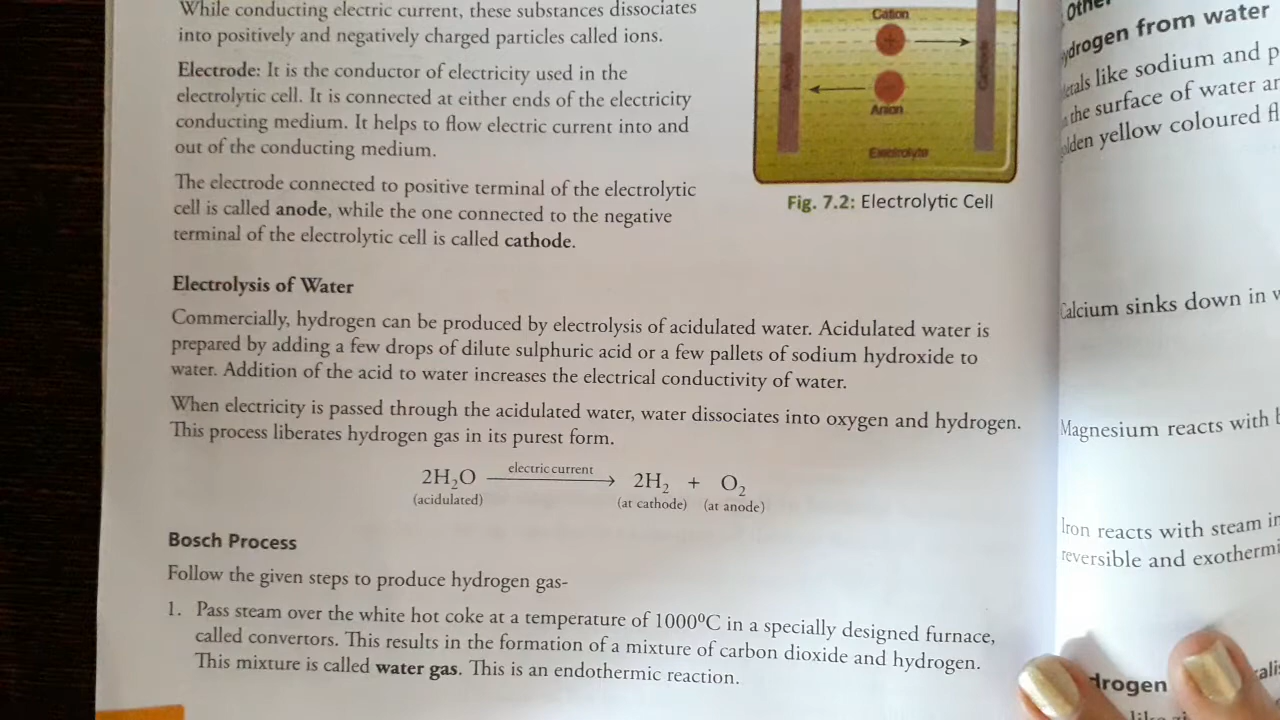 While conducting electric current, these substances dissociates
into positively and negatively charged particles called ions.
Electrode: It is the conductor of electricity used in the
electrolytic cell. It is connected at either ends of the electricity
conducting medium. It helps to flow electric current into and
out of the conducting medium.
The electrode connected to positive terminal of the electrolytic
cell is called anode, while the one connected to the negative
terminal of the electrolytic cell is called cathode.
Cation
+
Anode
Cathode
-
Anion
Electrolyte
Fig. 7.2: Electrolytic Cell
Electrolysis of Water
Commercially, hydrogen can be produced by electrolysis of acidulated water. Acidulated water is
prepared by adding a few drops of dilute sulphuric acid or a few pallets of sodium hydroxide to
water. Addition of the acid to water increases the electrical conductivity of water.
When electricity is passed through the acidulated water, water dissociates into oxygen and hydrogen.
This process liberates hydrogen gas in its purest form.
2H₂O electric current → 2H₂ + O₂
(acidulated) (at cathode) (at anode)
Bosch Process
Follow the given steps to produce hydrogen gas-
1. Pass steam over the white hot coke at a temperature of 1000⁰C in a specially designed furnace,
called convertors. This results in the formation of a mixture of carbon dioxide and hydrogen.
This mixture is called water gas. This is an endothermic reaction.
Other
ydrogen from water
etals like sodium and p
the surface of water ar
lden yellow coloured fl
Calcium sinks down in
Magnesium reacts with
Iron reacts with steam in
reversible and exothermi
drogen